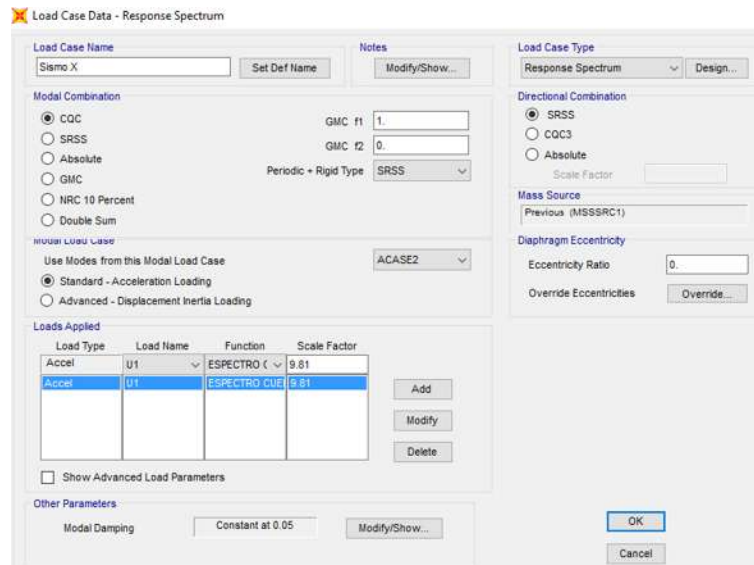 Load Case Data - Response Spectrum
Load Case Name
Sismo X
Set Def Name
Notes
Modify/Show...
Load Case Type
Response Spectrum
Design...
Modal Combination
CQC
SRSS
Absolute
GMC
NRC 10 Percent
Double Sum
GMC f1 1.
GMC f2 0.
Periodic + Rigid Type SRSS
Directional Combination
SRSS
CQC3
Absolute
Scale Factor
Mass Source
Previous (MSSSRC1)
Modal Load Case
Use Modes from this Modal Load Case ACASE2
Standard - Acceleration Loading
Advanced - Displacement Inertia Loading
Diaphragm Eccentricity
Eccentricity Ratio 0.
Override Eccentricities Override...
Loads Applied
Load Type Load Name Function Scale Factor
Accel U1 ESPECTRO ( 9.81
Accel U1 ESPECTRO CUE 9.81
Add
Modify
Delete
Show Advanced Load Parameters
Other Parameters
Modal Damping Constant at 0.05 Modify/Show...
OK
Cancel